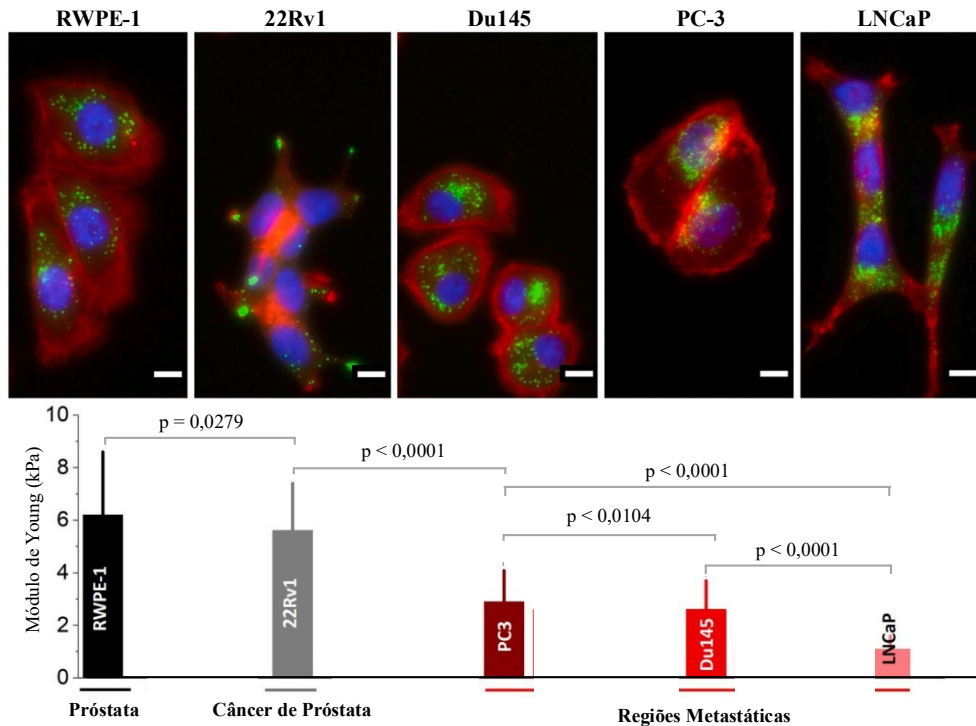 RWPE-1 22Rv1 Du145 PC-3 LNCaP
10
8
6
4
2
0
Módulo de Young (kPa)
p = 0,0279
p < 0,0001
p < 0,0001
p < 0,0104
p < 0,0001
RWPE-1
22Rv1
PC3
Du145
LNCaP
Próstata
Câncer de Próstata
Regiões Metastáticas